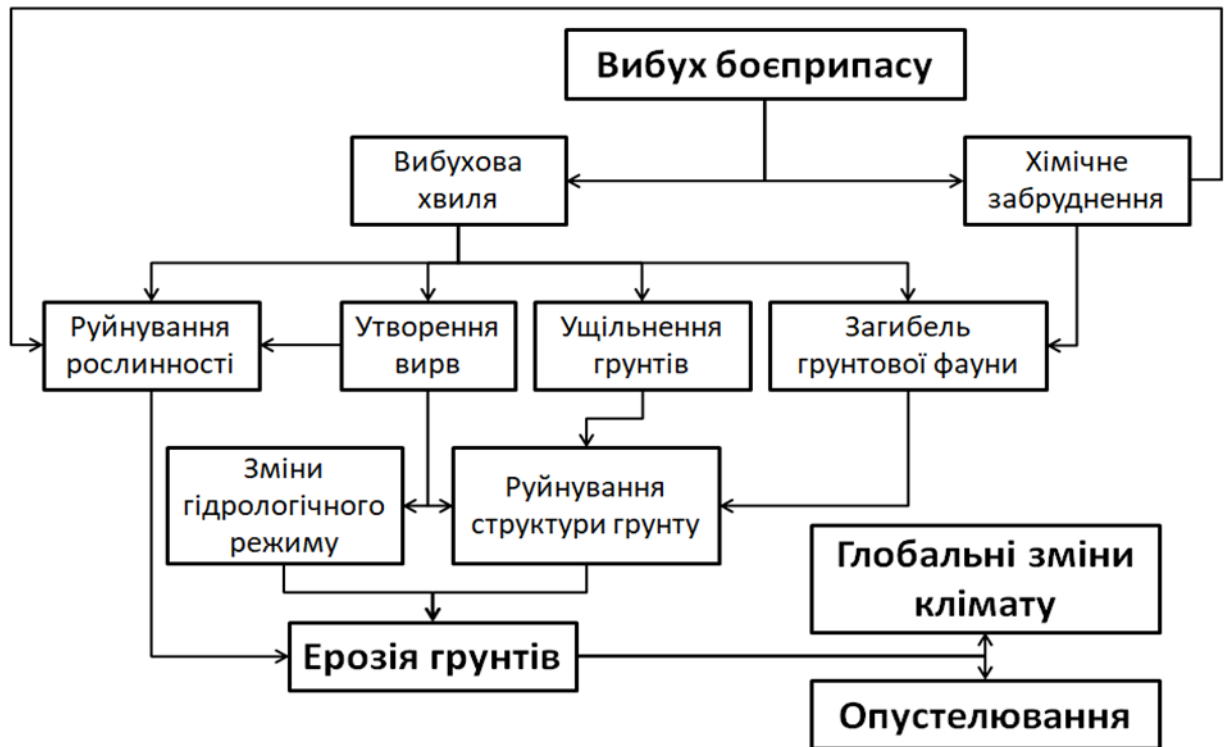 Вибух боєприпасу
Вибухова
хвиля
Хімічне
забруднення
Руйнування
рослинності
Утворення
вирв
Ущільнення
грунтів
Загибель
грунтової фауни
Зміни
гідрологічного
режиму
Руйнування
структури грунту
Глобальні зміни
клімату
Ерозія грунтів
Опустелювання